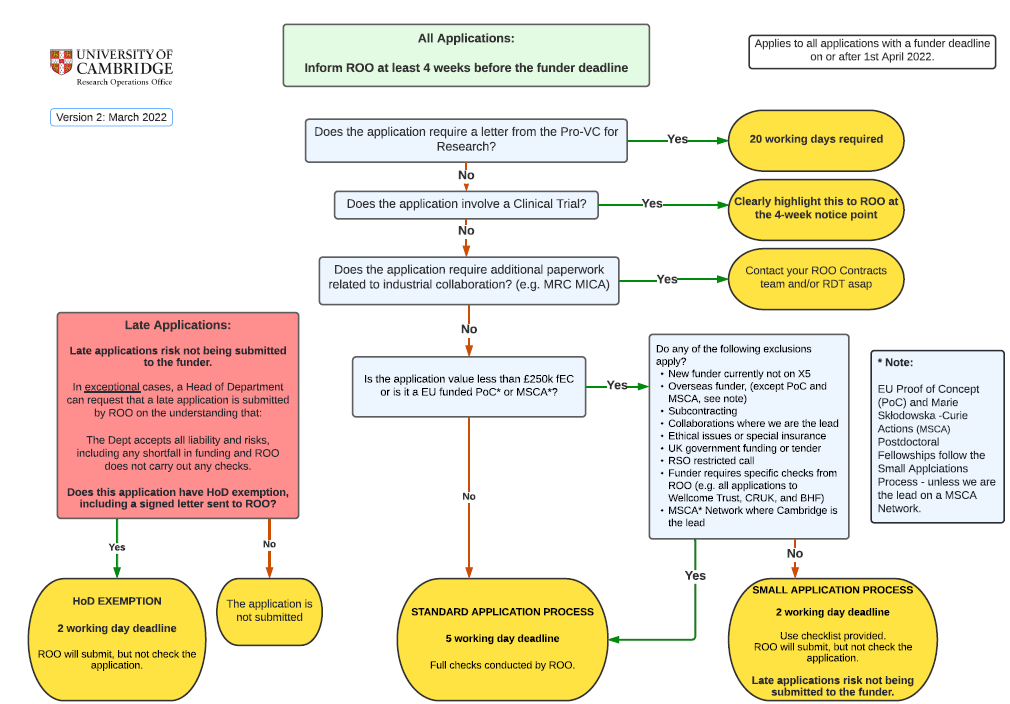 UNIVERSITY OF
CAMBRIDGE
Research Operations Office
All Applications:
Inform ROO at least 4 weeks before the funder deadline
Applies to all applications with a funder deadline
on or after 1st April 2022.
Version 2: March 2022
Does the application require a letter from the Pro-VC for
Research?
Yes
20 working days required
No
Does the application involve a Clinical Trial?
Yes
Clearly highlight this to ROO at
the 4-week notice point
No
Does the application require additional paperwork
related to industrial collaboration? (e.g. MRC MICA)
Yes
Contact your ROO Contracts
team and/or RDT asap
No
Late Applications:
Late applications risk not being submitted
to the funder.
In exceptional cases, a Head of Department
can request that a late application is submitted
by ROO on the understanding that:
The Dept accepts all liability and risks,
including any shortfall in funding and ROO
does not carry out any checks.
Does this application have HoD exemption,
including a signed letter sent to ROO?
Is the application value less than £250k fEC
or is it a EU funded PoC* or MSCA*?
Yes
Do any of the following exclusions
apply?
• New funder currently not on X5
• Overseas funder, (except PoC and
MSCA, see note)
• Subcontracting
• Collaborations where we are the lead
• Ethical issues or special insurance
• UK government funding or tender
• RSO restricted call
• Funder requires specific checks from
ROO (e.g. all applications to
Wellcome Trust, CRUK, and BHF)
• MSCA* Network where Cambridge is
the lead
* Note:
EU Proof of Concept
(PoC) and Marie
Skłodowska -Curie
Actions (MSCA)
Postdoctoral
Fellowships follow the
Small Applciations
Process - unless we are
the lead on a MSCA
Network.
Yes
No
No
Yes
No
HoD EXEMPTION
2 working day deadline
ROO will submit, but not check the
application.
The application is
not submitted
STANDARD APPLICATION PROCESS
5 working day deadline
Full checks conducted by ROO.
SMALL APPLICATION PROCESS
2 working day deadline
Use checklist provided.
ROO will submit, but not check the
application.
Late applications risk not being
submitted to the funder.